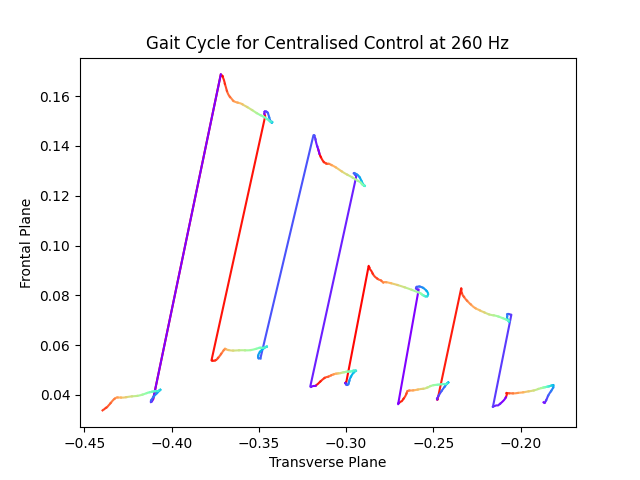 Gait Cycle for Centralised Control at 260 Hz
Frontal Plane
0.16
0.14
0.12
0.10
0.08
0.06
0.04
−0.45 −0.40 −0.35 −0.30 −0.25 −0.20
Transverse Plane